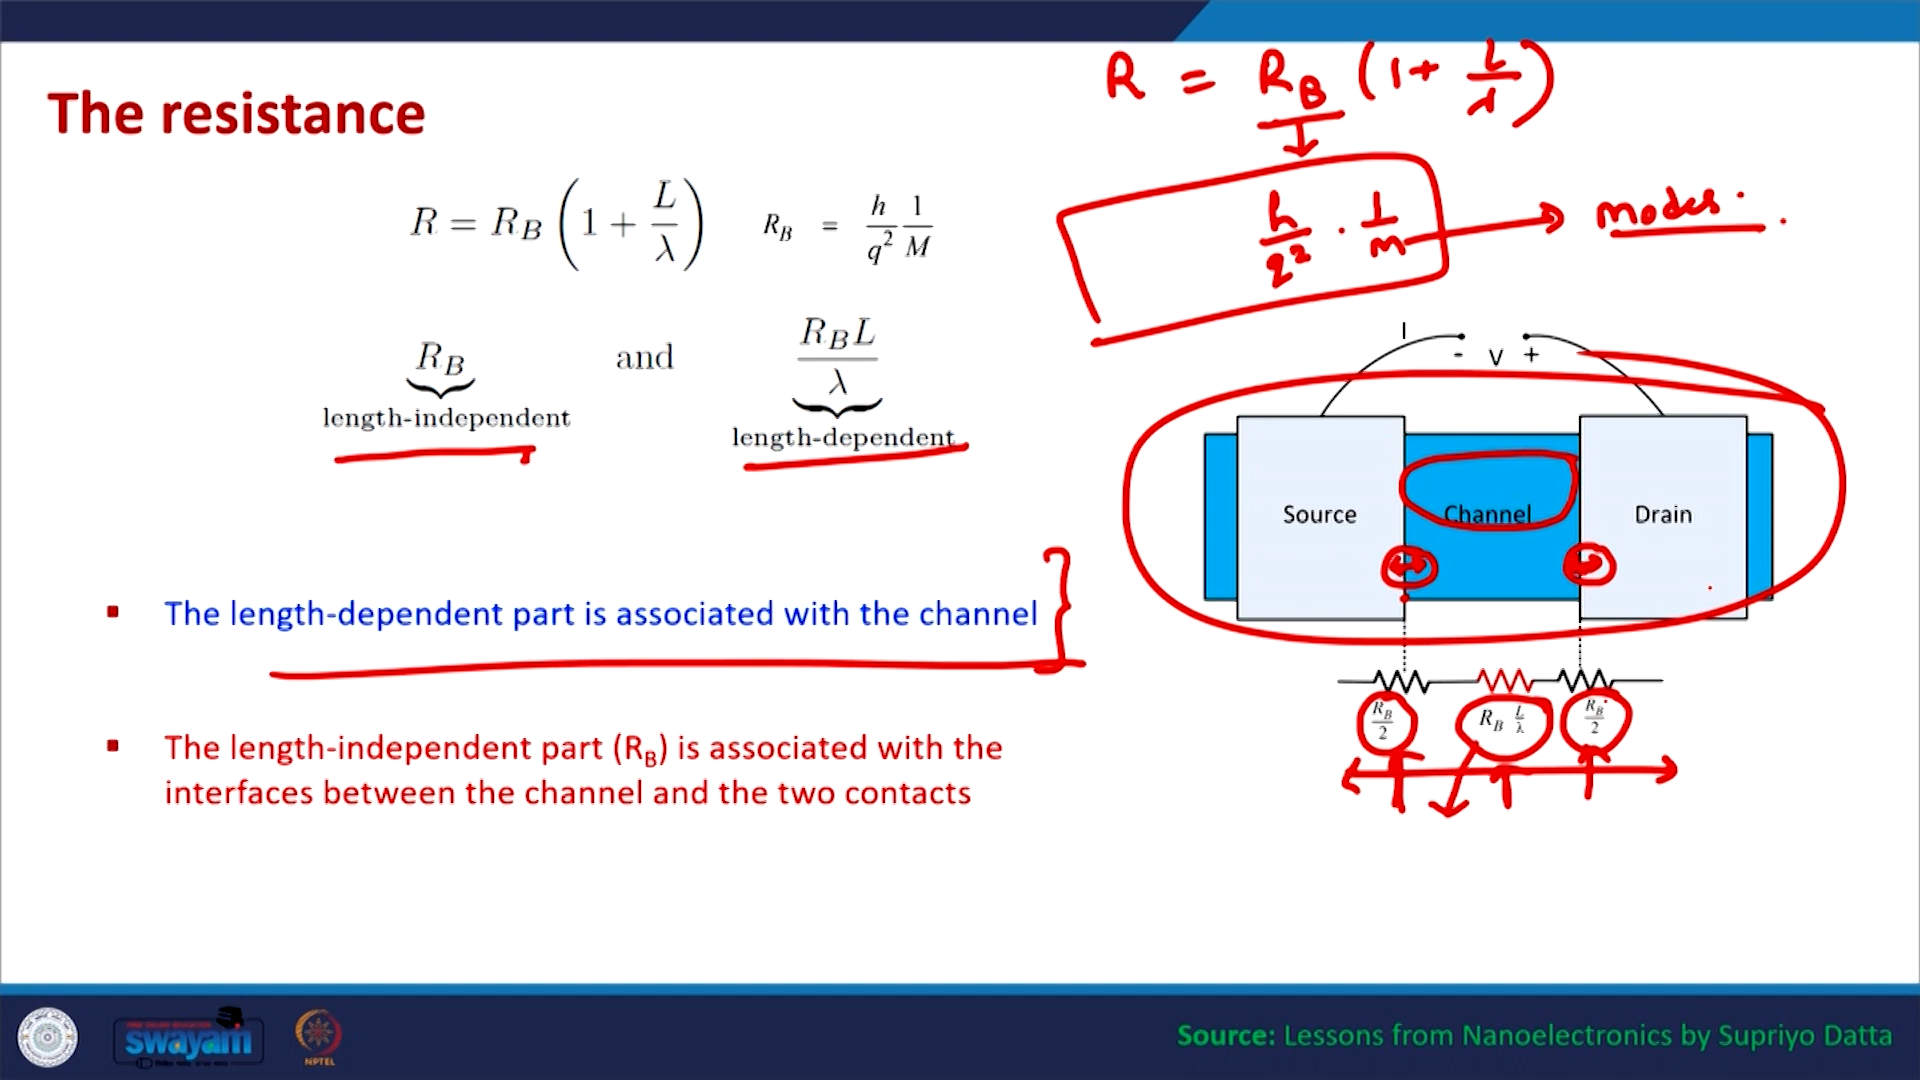 The resistance
R = R_B (1 + L/λ)
R = R_B (1 + L/λ)    R_B = h/q² 1/M
h/q² · 1/m → modes.
R_B and R_B L/λ
length-independent
length-dependent
I
- V +
Source Channel Drain
▪ The length-dependent part is associated with the channel
R_B/2 R_B L/λ R_B/2
▪ The length-independent part (R_B) is associated with the
interfaces between the channel and the two contacts
swayam
NPTEL
Source: Lessons from Nanoelectronics by Supriyo Datta